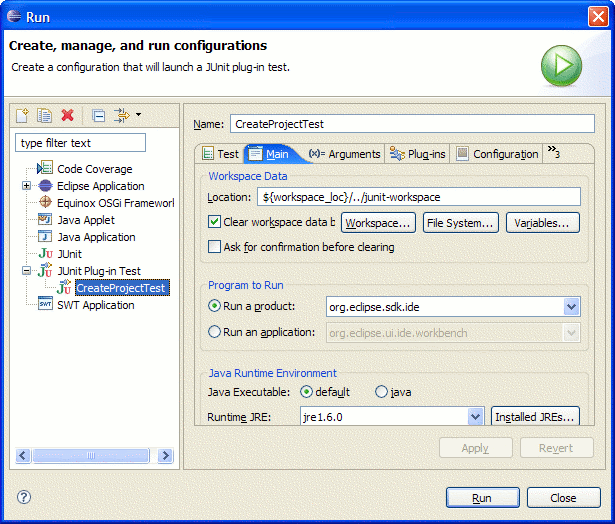 Run
Create, manage, and run configurations
Create a configuration that will launch a JUnit plug-in test.
type filter text
Code Coverage
Eclipse Application
Equinox OSGi Framework
Java Applet
Java Application
JUnit
JUnit Plug-in Test
CreateProjectTest
SWT Application
Name: CreateProjectTest
Test Main (x)= Arguments Plug-ins Configuration »3
Workspace Data
Location: ${workspace_loc}/../junit-workspace
Clear workspace data b Workspace... File System... Variables...
Ask for confirmation before clearing
Program to Run
Run a product: org.eclipse.sdk.ide
Run an application: org.eclipse.ui.ide.workbench
Java Runtime Environment
Java Executable: default java
Runtime JRE: jre1.6.0 Installed JREs...
Apply Revert
? Run Close